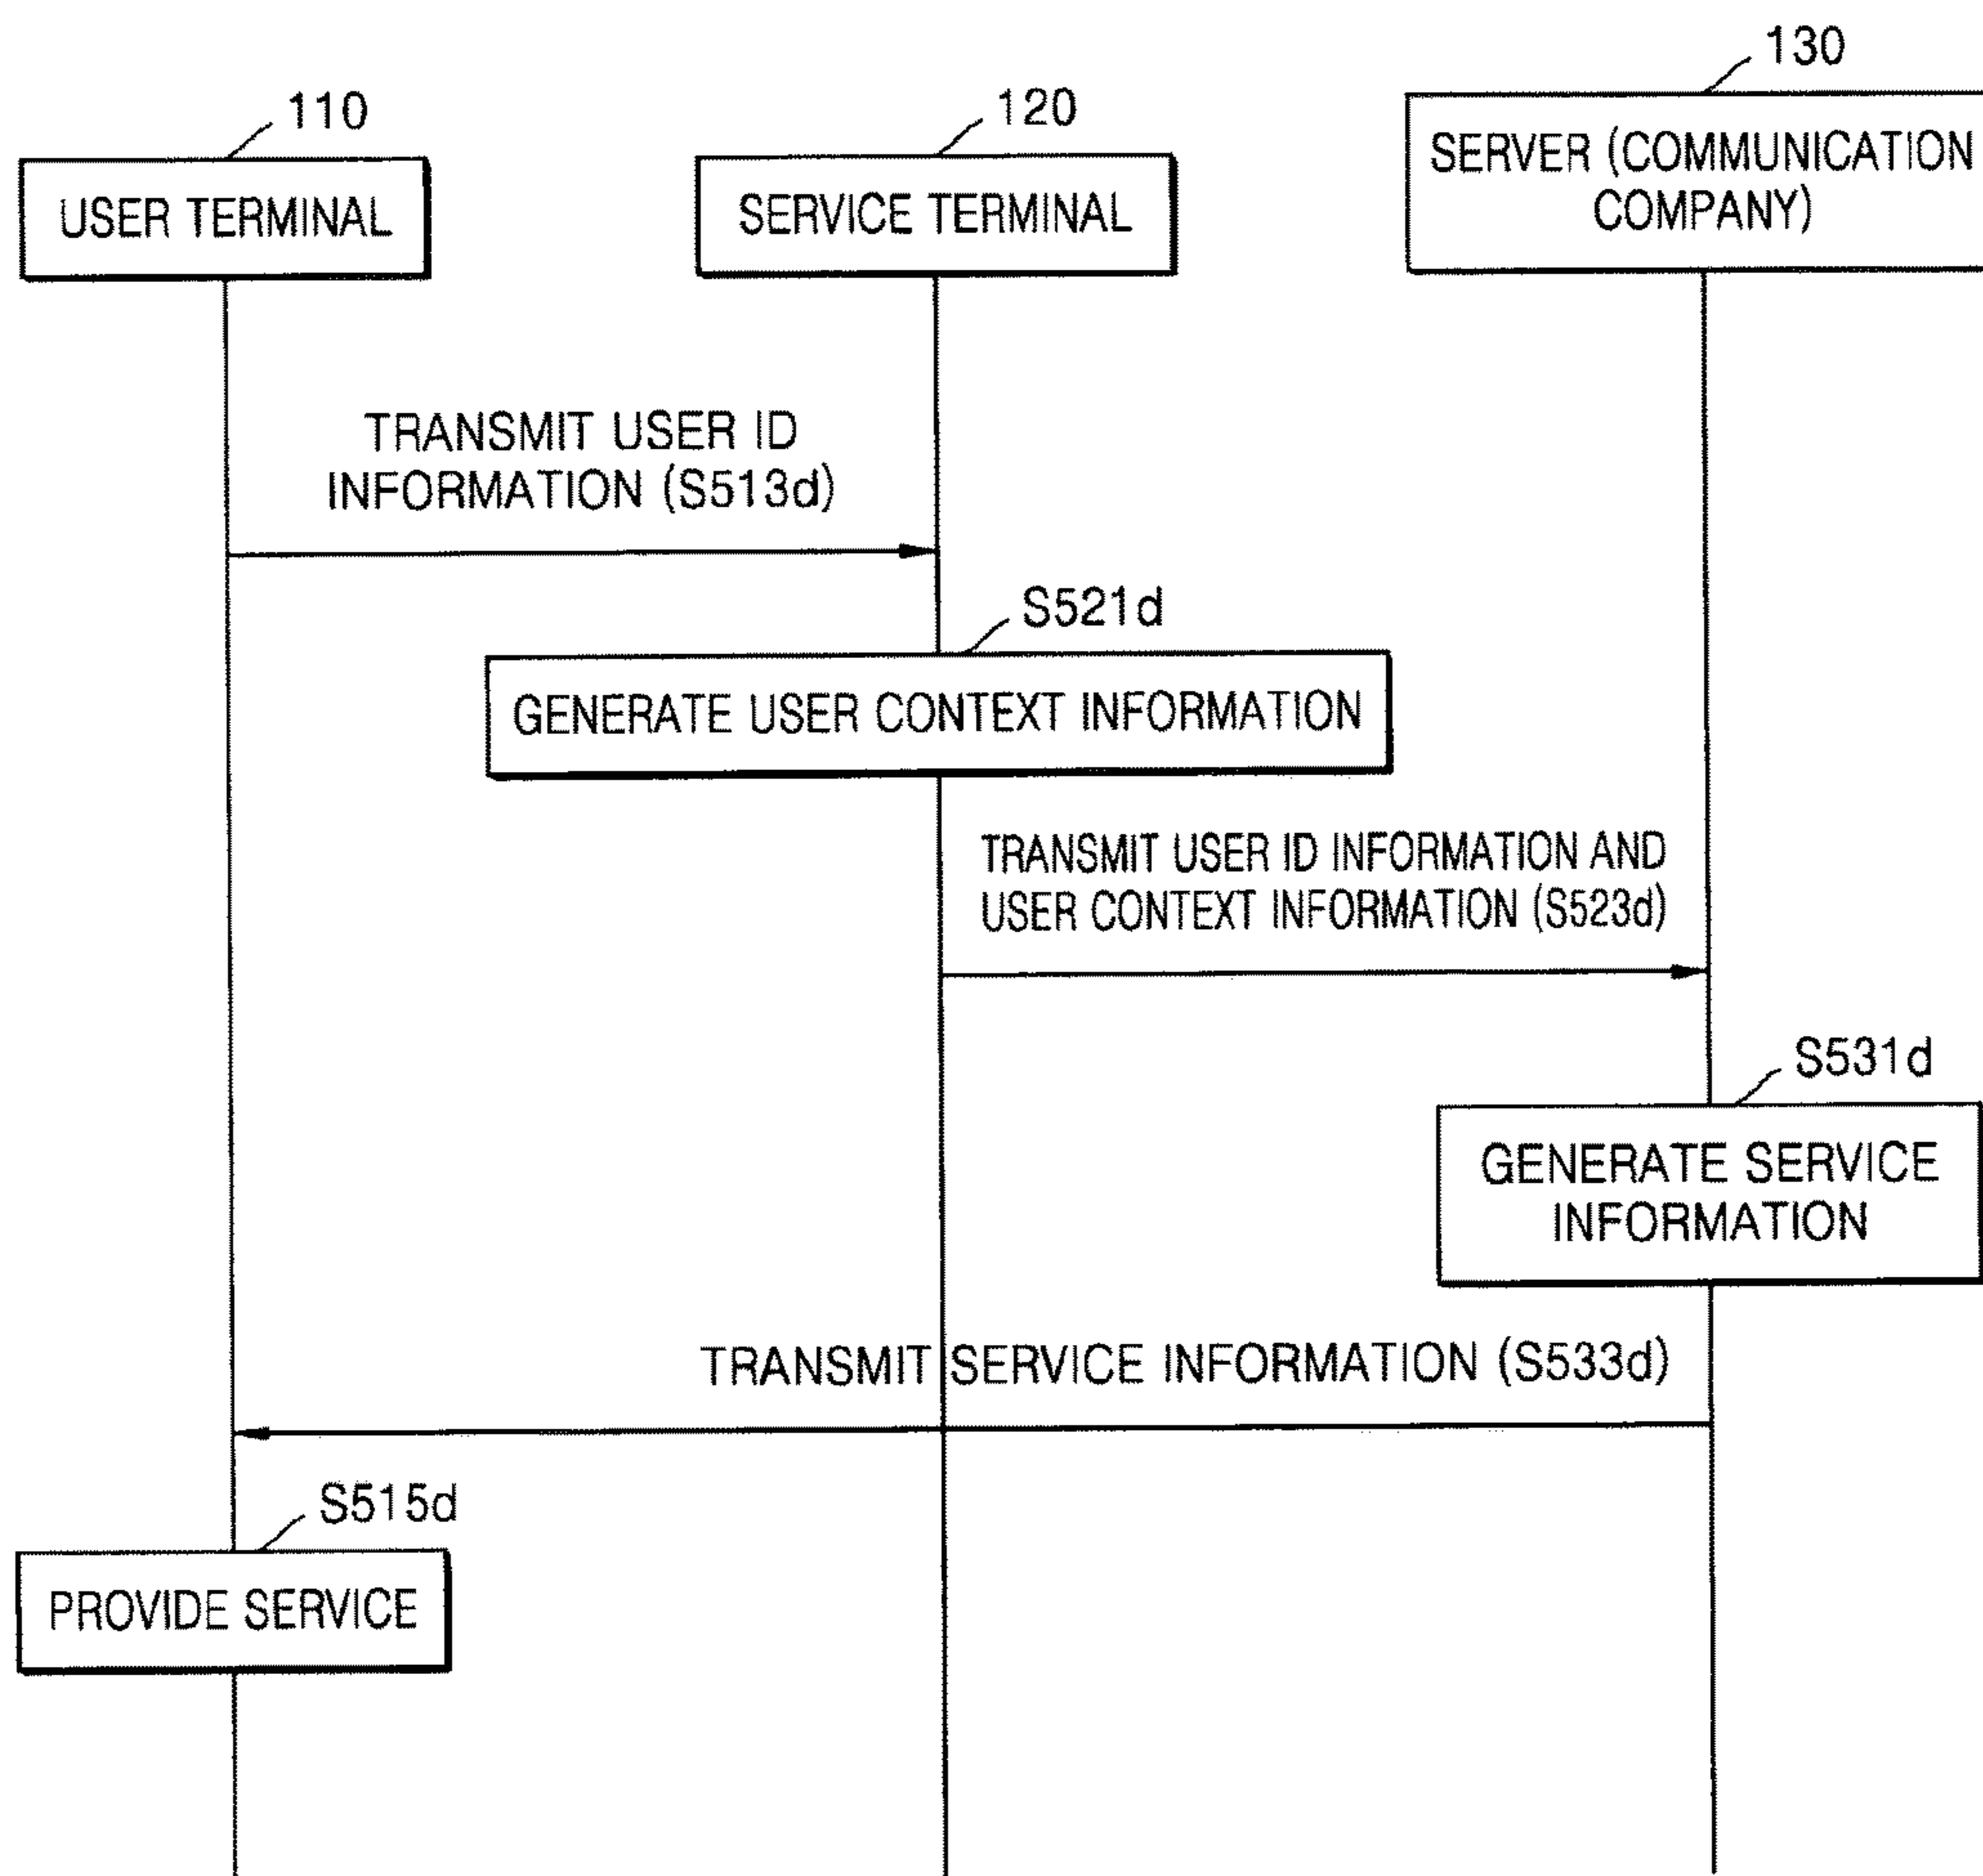 110
120
130
USER TERMINAL
SERVICE TERMINAL
SERVER (COMMUNICATION
COMPANY)
TRANSMIT USER ID
INFORMATION (S513d)
S521d
GENERATE USER CONTEXT INFORMATION
TRANSMIT USER ID INFORMATION AND
USER CONTEXT INFORMATION (S523d)
S531d
GENERATE SERVICE
INFORMATION
TRANSMIT SERVICE INFORMATION (S533d)
S515d
PROVIDE SERVICE